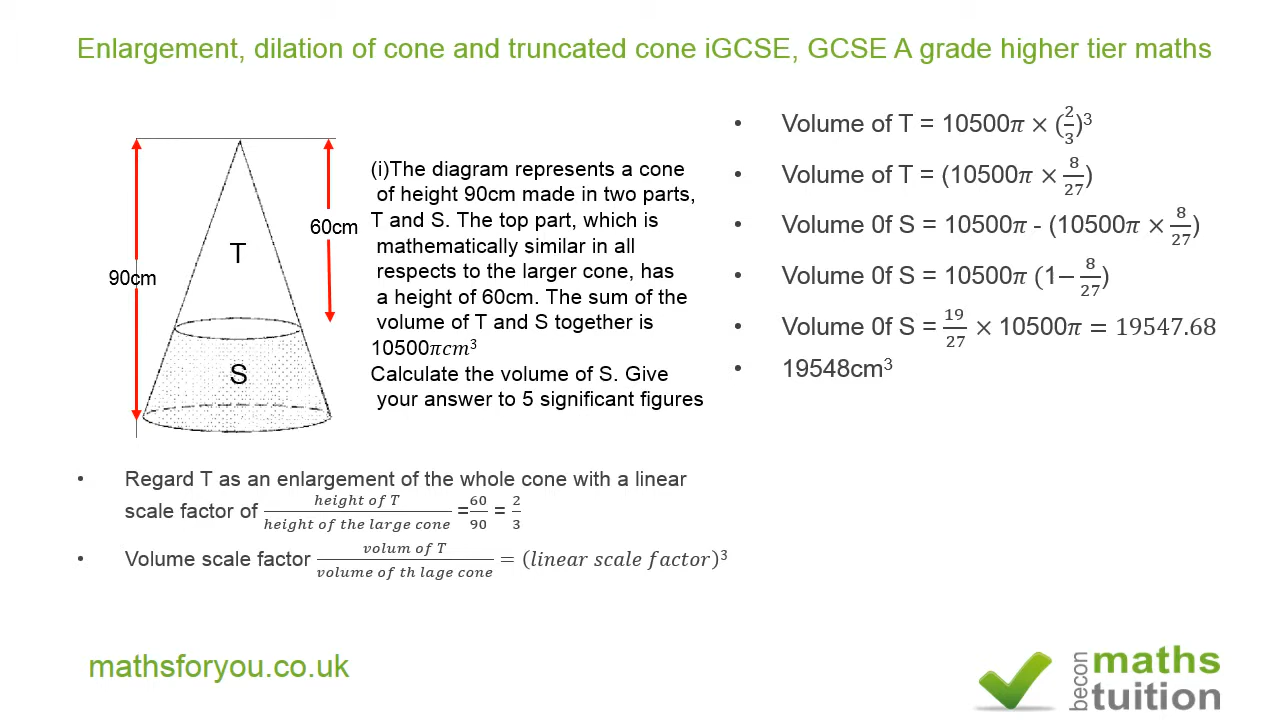 Enlargement, dilation of cone and truncated cone iGCSE, GCSE A grade higher tier maths
90cm
60cm
T
S
(i)The diagram represents a cone
of height 90cm made in two parts,
T and S. The top part, which is
mathematically similar in all
respects to the larger cone, has
a height of 60cm. The sum of the
volume of T and S together is
10500𝜋𝑐𝑚³
Calculate the volume of S. Give
your answer to 5 significant figures
• Regard T as an enlargement of the whole cone with a linear
scale factor of (height of T)/(height of the large cone) = 60/90 = 2/3
• Volume scale factor (volum of T)/(volume of th lage cone) = (linear scale factor)³
• Volume of T = 10500𝜋 × (2/3)³
• Volume of T = (10500𝜋 × 8/27)
• Volume 0f S = 10500𝜋 - (10500𝜋 × 8/27)
• Volume 0f S = 10500𝜋 (1− 8/27)
• Volume 0f S = 19/27 × 10500𝜋 = 19547.68
• 19548cm³
mathsforyou.co.uk
becon
maths
tuition